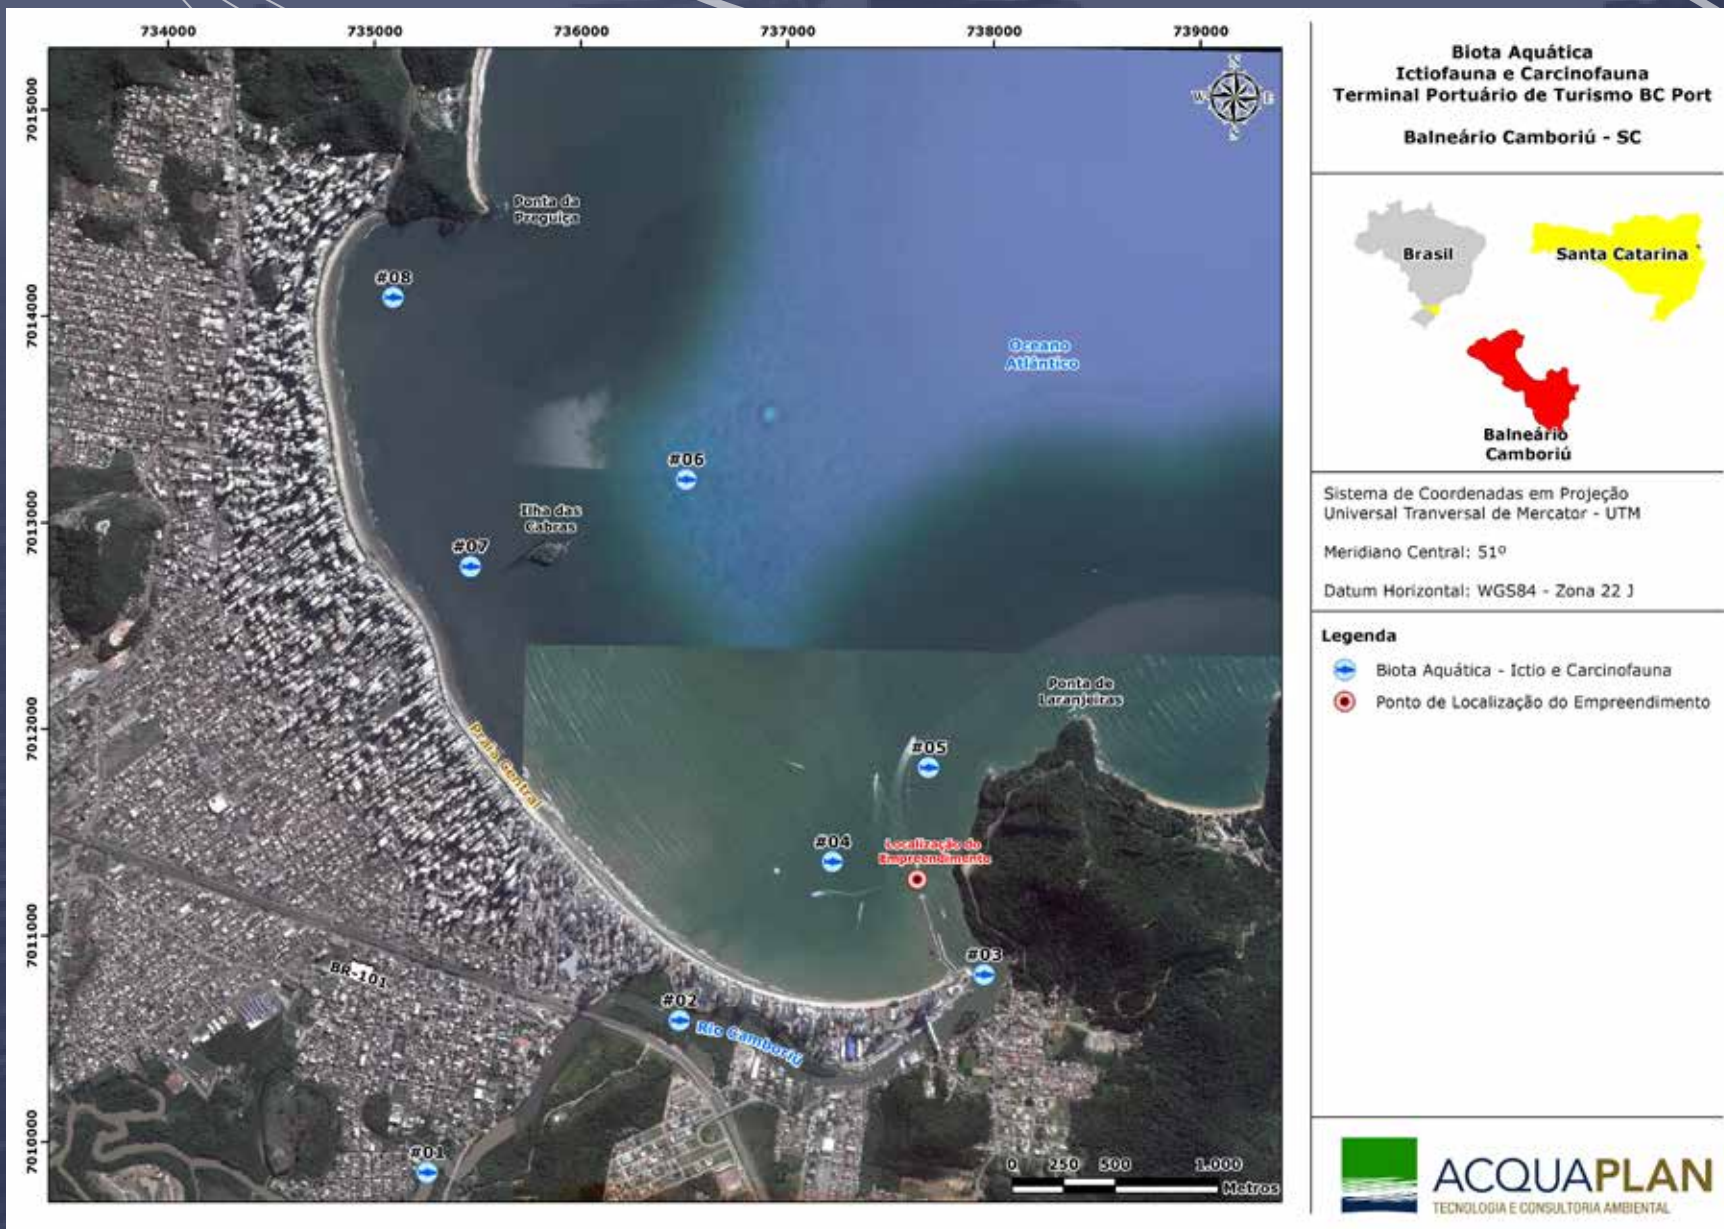 734000
735000
736000
737000
738000
739000
7015000
7014000
7013000
7012000
7011000
7010000
N
W
E
S
Ponta da
Preguiça
#08
Oceano
Atlântico
#06
Ilha das
Cabras
#07
Ponta de
Laranjeiras
Praia Central
#05
#04
Localização do
Empreendimento
#03
BR-101
#02
Rio Camboriú
#01
0 250 500 1.000
Metros
Biota Aquática
Ictiofauna e Carcinofauna
Terminal Portuário de Turismo BC Port
Balneário Camboriú - SC
Brasil
Santa Catarina
Balneário
Camboriú
Sistema de Coordenadas em Projeção
Universal Tranversal de Mercator - UTM
Meridiano Central: 51º
Datum Horizontal: WGS84 - Zona 22 J
Legenda
Biota Aquática - Ictio e Carcinofauna
Ponto de Localização do Empreendimento
ACQUAPLAN
TECNOLOGIA E CONSULTORIA AMBIENTAL